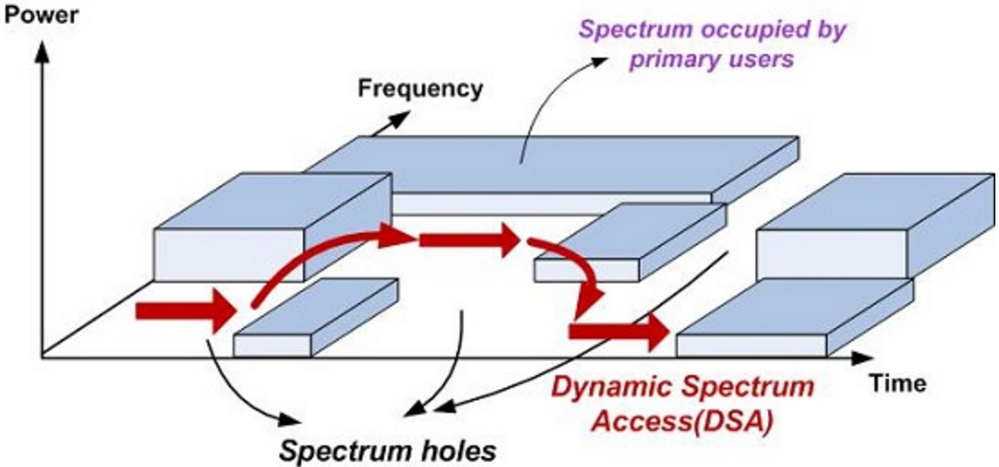 Power
Spectrum occupied by
primary users
Frequency
Time
Dynamic Spectrum
Access(DSA)
Spectrum holes